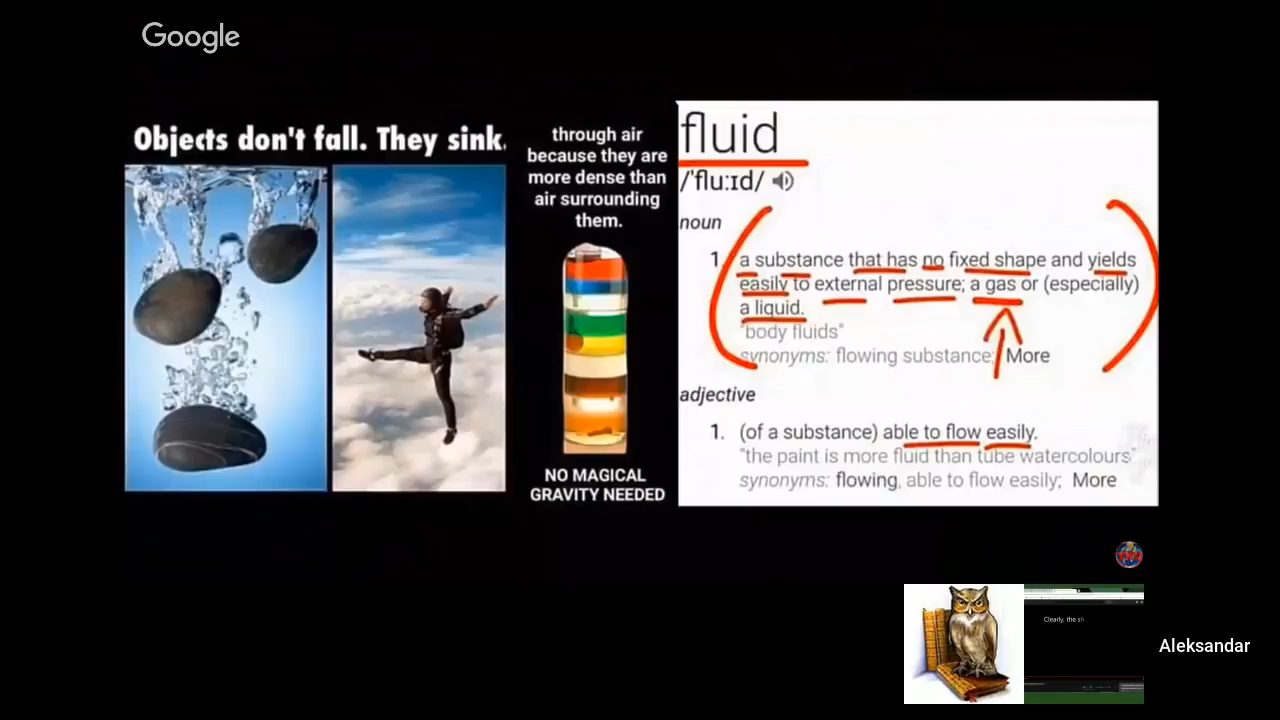 Google
Objects don't fall. They sink.
through air
because they are
more dense than
air surrounding
them.
NO MAGICAL
GRAVITY NEEDED
fluid
/ˈfluːɪd/
noun
1. a substance that has no fixed shape and yields
easily to external pressure; a gas or (especially)
a liquid.
"body fluids"
synonyms: flowing substance; More
adjective
1. (of a substance) able to flow easily.
"the paint is more fluid than tube watercolours"
synonyms: flowing, able to flow easily; More
Clearly, the sh
Aleksandar